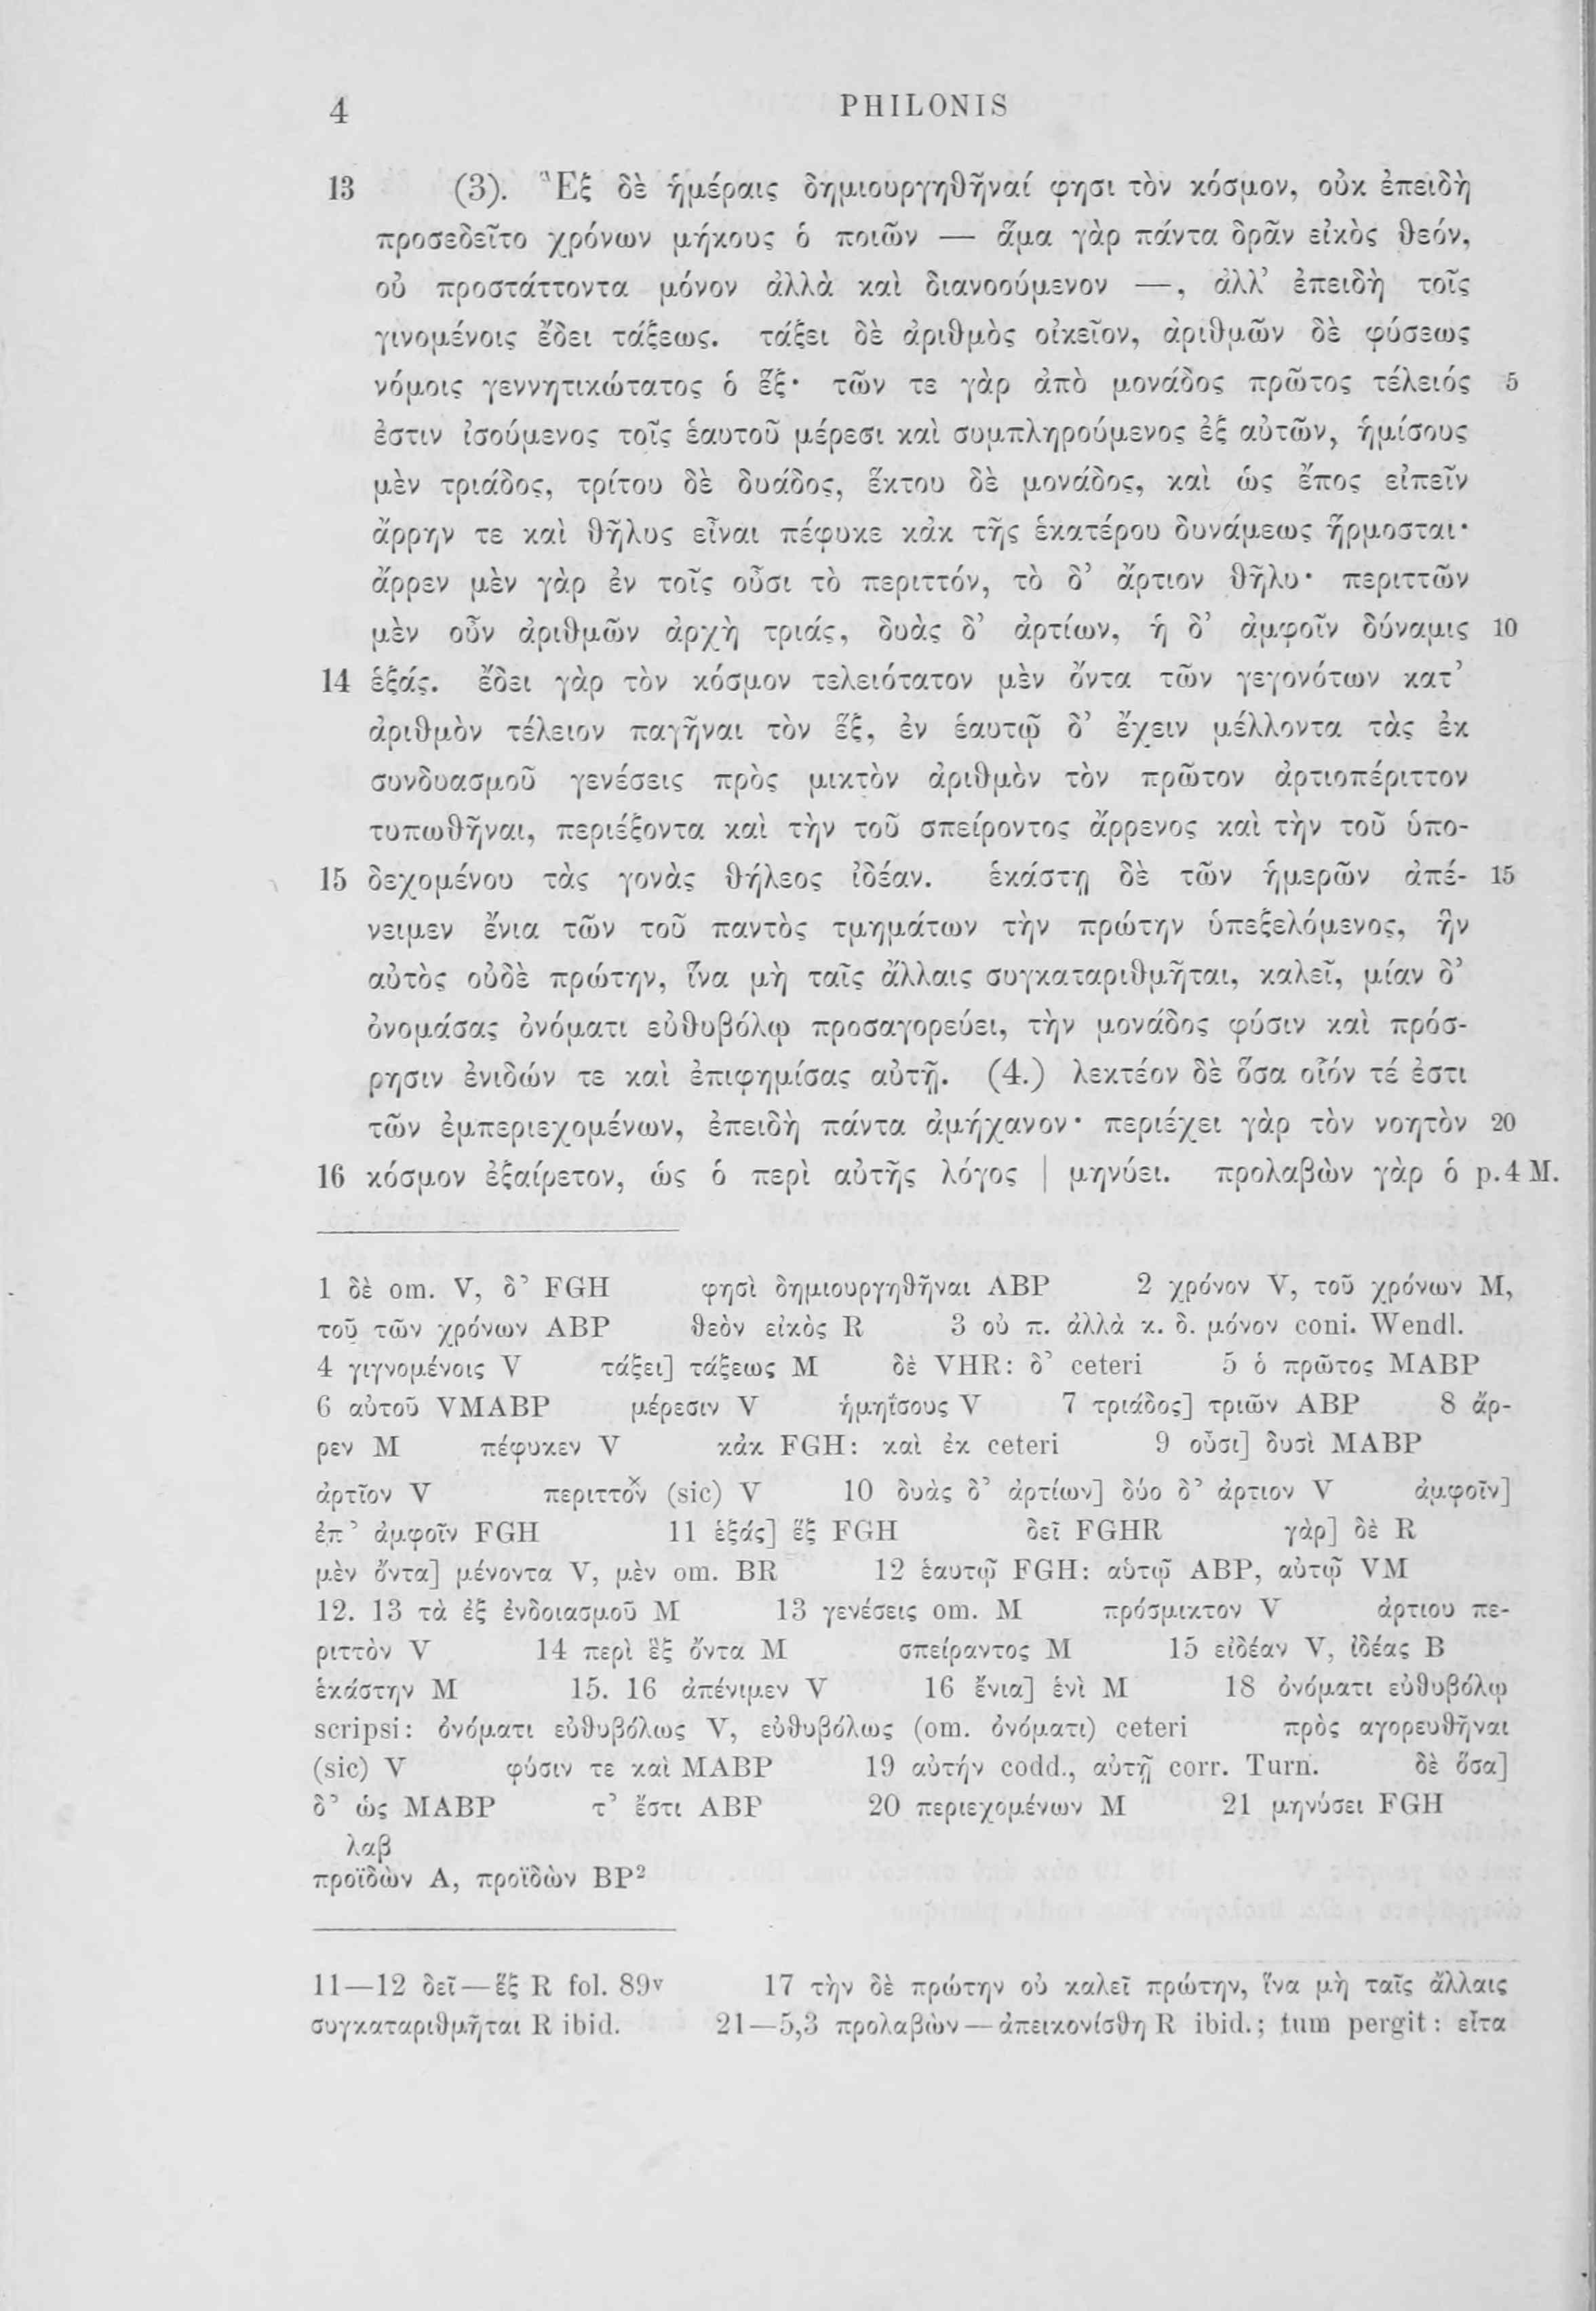 4 PHILONIS
13 (3). Ἓξ δὲ ἡμέραις δημιουργηθῆναί φησι τὸν κόσμον, οὐκ ἐπειδὴ
προσεδεῖτο χρόνων μήκους ὁ ποιῶν — ἅμα γὰρ πάντα δρᾶν εἰκὸς θεόν,
οὐ προστάττοντα μόνον ἀλλὰ καὶ διανοούμενον —, ἀλλ’ ἐπειδὴ τοῖς
γινομένοις ἔδει τάξεως. τάξει δὲ ἀριθμὸς οἰκεῖον, ἀριθμῶν δὲ φύσεως
νόμοις γεννητικώτατος ὁ ἕξ· τῶν τε γὰρ ἀπὸ μονάδος πρῶτος τέλειός 5
ἐστιν ἰσούμενος τοῖς ἑαυτοῦ μέρεσι καὶ συμπληρούμενος ἐξ αὐτῶν, ἡμίσους
μὲν τριάδος, τρίτου δὲ δυάδος, ἕκτου δὲ μονάδος, καὶ ὡς ἔπος εἰπεῖν
ἄρρην τε καὶ θῆλυς εἶναι πέφυκε κἀκ τῆς ἑκατέρου δυνάμεως ἥρμοσται·
ἄρρεν μὲν γὰρ ἐν τοῖς οὖσι τὸ περιττόν, τὸ δ’ ἄρτιον θῆλυ· περιττῶν
μὲν οὖν ἀριθμῶν ἀρχὴ τριάς, δυὰς δ’ ἀρτίων, ἡ δ’ ἀμφοῖν δύναμις 10
14 ἑξάς. ἔδει γὰρ τὸν κόσμον τελειότατον μὲν ὄντα τῶν γεγονότων κατ’
ἀριθμὸν τέλειον παγῆναι τὸν ἕξ, ἐν ἑαυτῷ δ’ ἔχειν μέλλοντα τὰς ἐκ
συνδυασμοῦ γενέσεις πρὸς μικτὸν ἀριθμὸν τὸν πρῶτον ἀρτιοπέριττον
τυπωθῆναι, περιέξοντα καὶ τὴν τοῦ σπείροντος ἄρρενος καὶ τὴν τοῦ ὑπο-
15 δεχομένου τὰς γονὰς θήλεος ἰδέαν. ἑκάστῃ δὲ τῶν ἡμερῶν ἀπέ- 15
νειμεν ἔνια τῶν τοῦ παντὸς τμημάτων τὴν πρώτην ὑπεξελόμενος, ἣν
αὐτὸς οὐδὲ πρώτην, ἵνα μὴ ταῖς ἄλλαις συγκαταριθμῆται, καλεῖ, μίαν δ’
ὀνομάσας ὀνόματι εὐθυβόλῳ προσαγορεύει, τὴν μονάδος φύσιν καὶ πρόσ-
ρησιν ἐνιδών τε καὶ ἐπιφημίσας αὐτῇ. (4.) λεκτέον δὲ ὅσα οἷόν τέ ἐστι
τῶν ἐμπεριεχομένων, ἐπειδὴ πάντα ἀμήχανον· περιέχει γὰρ τὸν νοητὸν 20
16 κόσμον ἐξαίρετον, ὡς ὁ περὶ αὐτῆς λόγος | μηνύει. προλαβὼν γὰρ ὁ p. 4 M.
1 δὲ om. V, δ’ FGH φησὶ δημιουργηθῆναι ABP 2 χρόνον V, τοῦ χρόνων M,
τοῦ τῶν χρόνων ABP θεὸν εἰκὸς R 3 οὐ π. ἀλλὰ κ. δ. μόνον coni. Wendl.
4 γιγνομένοις V τάξει] τάξεως M δὲ VHR: δ’ ceteri 5 ὁ πρῶτος MABP
6 αὐτοῦ VMABP μέρεσιν V ἡμηΐσους V 7 τριάδος] τριῶν ABP 8 ἄρ-
ρεν M πέφυκεν V κἀκ FGH: καὶ ἐκ ceteri 9 οὖσι] δυσὶ MABP
ἀρτῖον V περιττο̽ν (sic) V 10 δυὰς δ’ ἀρτίων] δύο δ’ ἄρτιον V ἀμφοῖν]
ἐπ’ ἀμφοῖν FGH 11 ἑξάς] ἓξ FGH δεῖ FGHR γὰρ] δὲ R
μὲν ὄντα] μένοντα V, μὲν om. BR 12 ἑαυτῷ FGH: αὑτῷ ABP, αὐτῷ VM
12. 13 τὰ ἐξ ἐνδοιασμοῦ M 13 γενέσεις om. M πρόσμικτον V ἀρτιου πε-
ριττὸν V 14 περὶ ἓξ ὄντα M σπείραντος M 15 εἰδέαν V, ἰδέας B
ἑκάστην M 15. 16 ἀπένιμεν V 16 ἔνια] ἑνὶ M 18 ὀνόματι εὐθυβόλῳ
scripsi: ὀνόματι εὐθυβόλως V, εὐθυβόλως (om. ὀνόματι) ceteri πρὸς αγορευθῆναι
(sic) V φύσιν τε καὶ MABP 19 αὐτήν codd., αὐτῇ corr. Turn. δὲ ὅσα]
δ’ ὡς MABP τ’ ἔστι ABP 20 περιεχομένων M 21 μηνύσει FGH
λαβ
προϊδὼν A, προϊδὼν BP²
11—12 δεῖ—ἓξ R fol. 89v 17 τὴν δὲ πρώτην οὐ καλεῖ πρώτην, ἵνα μὴ ταῖς ἄλλαις
συγκαταριθμῆται R ibid. 21—5,3 προλαβὼν—ἀπεικονίσθη R ibid.; tum pergit: εἶτα